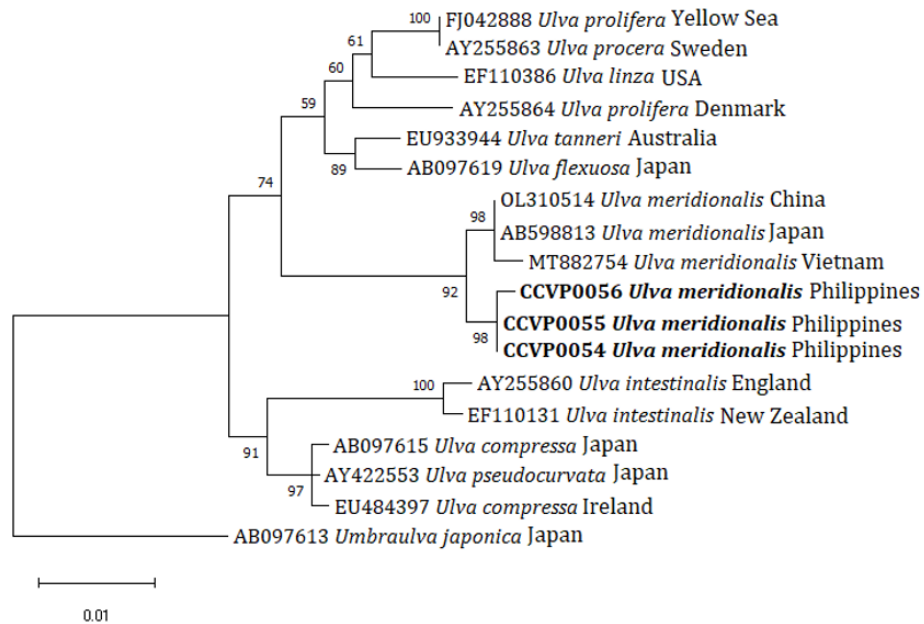 100
FJ042888 Ulva prolifera Yellow Sea
AY255863 Ulva procera Sweden
61
EF110386 Ulva linza USA
60
AY255864 Ulva prolifera Denmark
59
EU933944 Ulva tanneri Australia
89
AB097619 Ulva flexuosa Japan
74
OL310514 Ulva meridionalis China
98
AB598813 Ulva meridionalis Japan
MT882754 Ulva meridionalis Vietnam
92
CCVP0056 Ulva meridionalis Philippines
CCVP0055 Ulva meridionalis Philippines
98
CCVP0054 Ulva meridionalis Philippines
100
AY255860 Ulva intestinalis England
EF110131 Ulva intestinalis New Zealand
91
AB097615 Ulva compressa Japan
AY422553 Ulva pseudocurvata Japan
97
EU484397 Ulva compressa Ireland
AB097613 Umbraulva japonica Japan
0.01